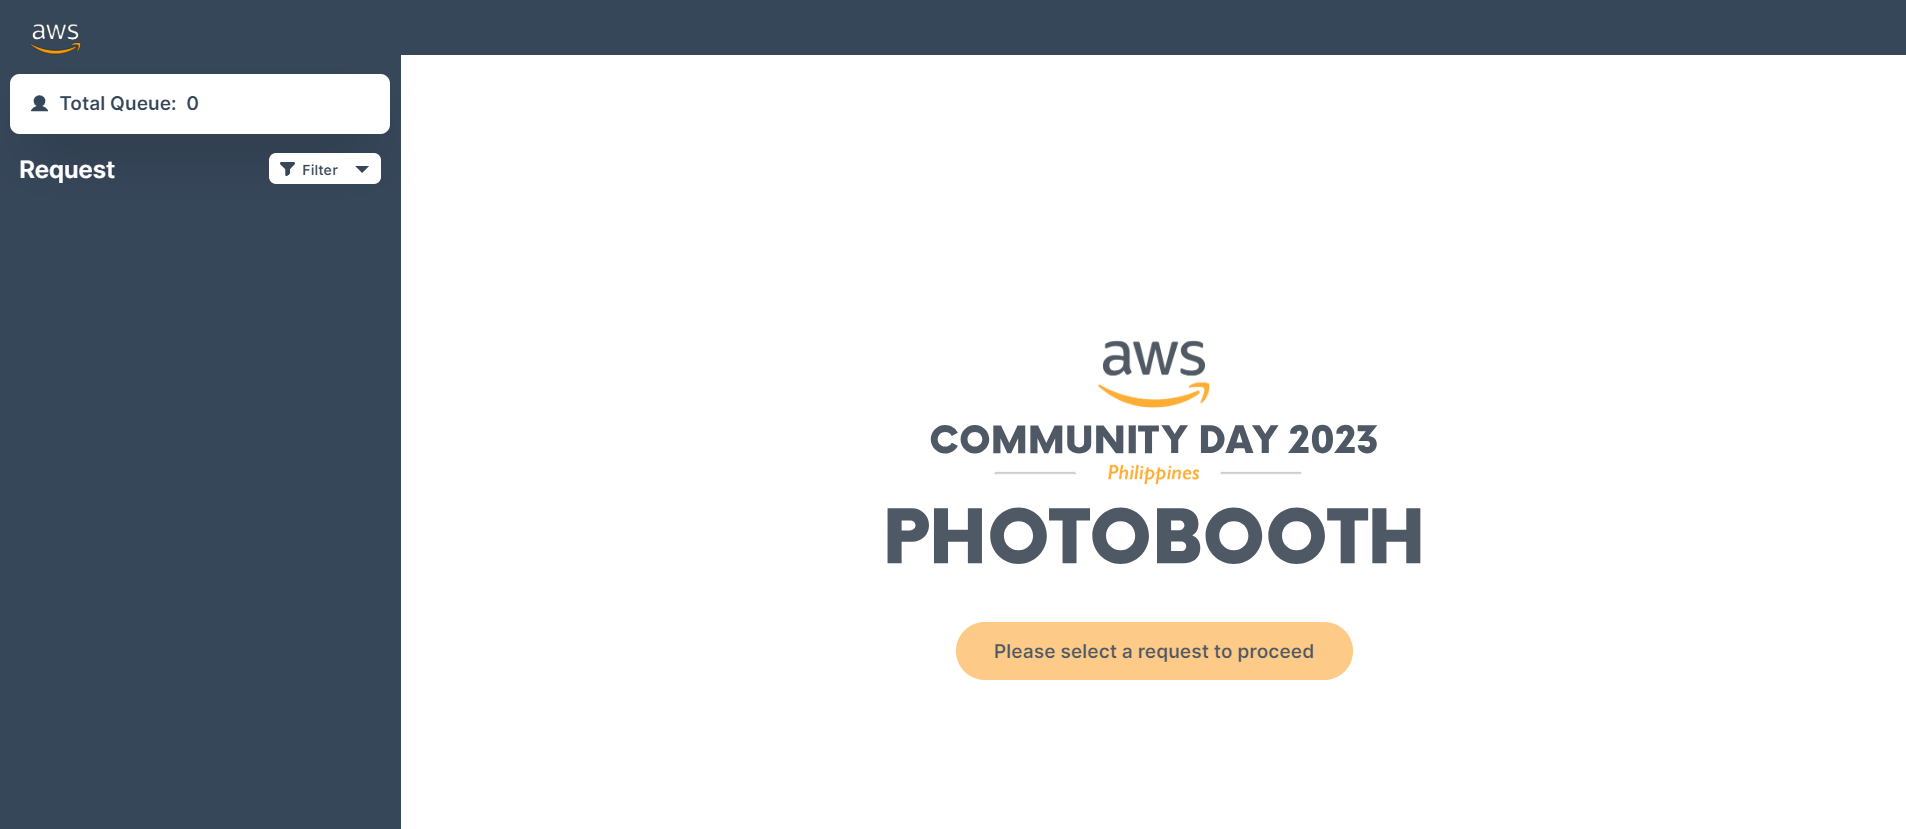 aws
Total Queue: 0
Request
Filter
aws
COMMUNITY DAY 2023
Philippines
PHOTOBOOTH
Please select a request to proceed